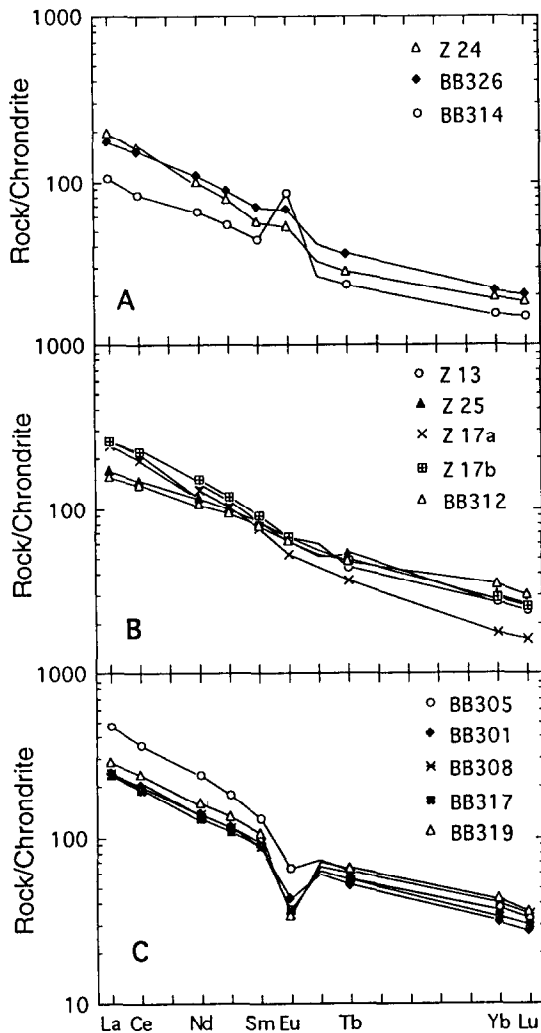 1000
Z 24
BB326
BB314
Rock/Chrondrite
100
A
1000
Z 13
Z 25
Z 17a
Z 17b
BB312
Rock/Chrondrite
100
B
1000
BB305
BB301
BB308
BB317
BB319
Rock/Chrondrite
100
C
10
La Ce Nd Sm Eu Tb Yb Lu